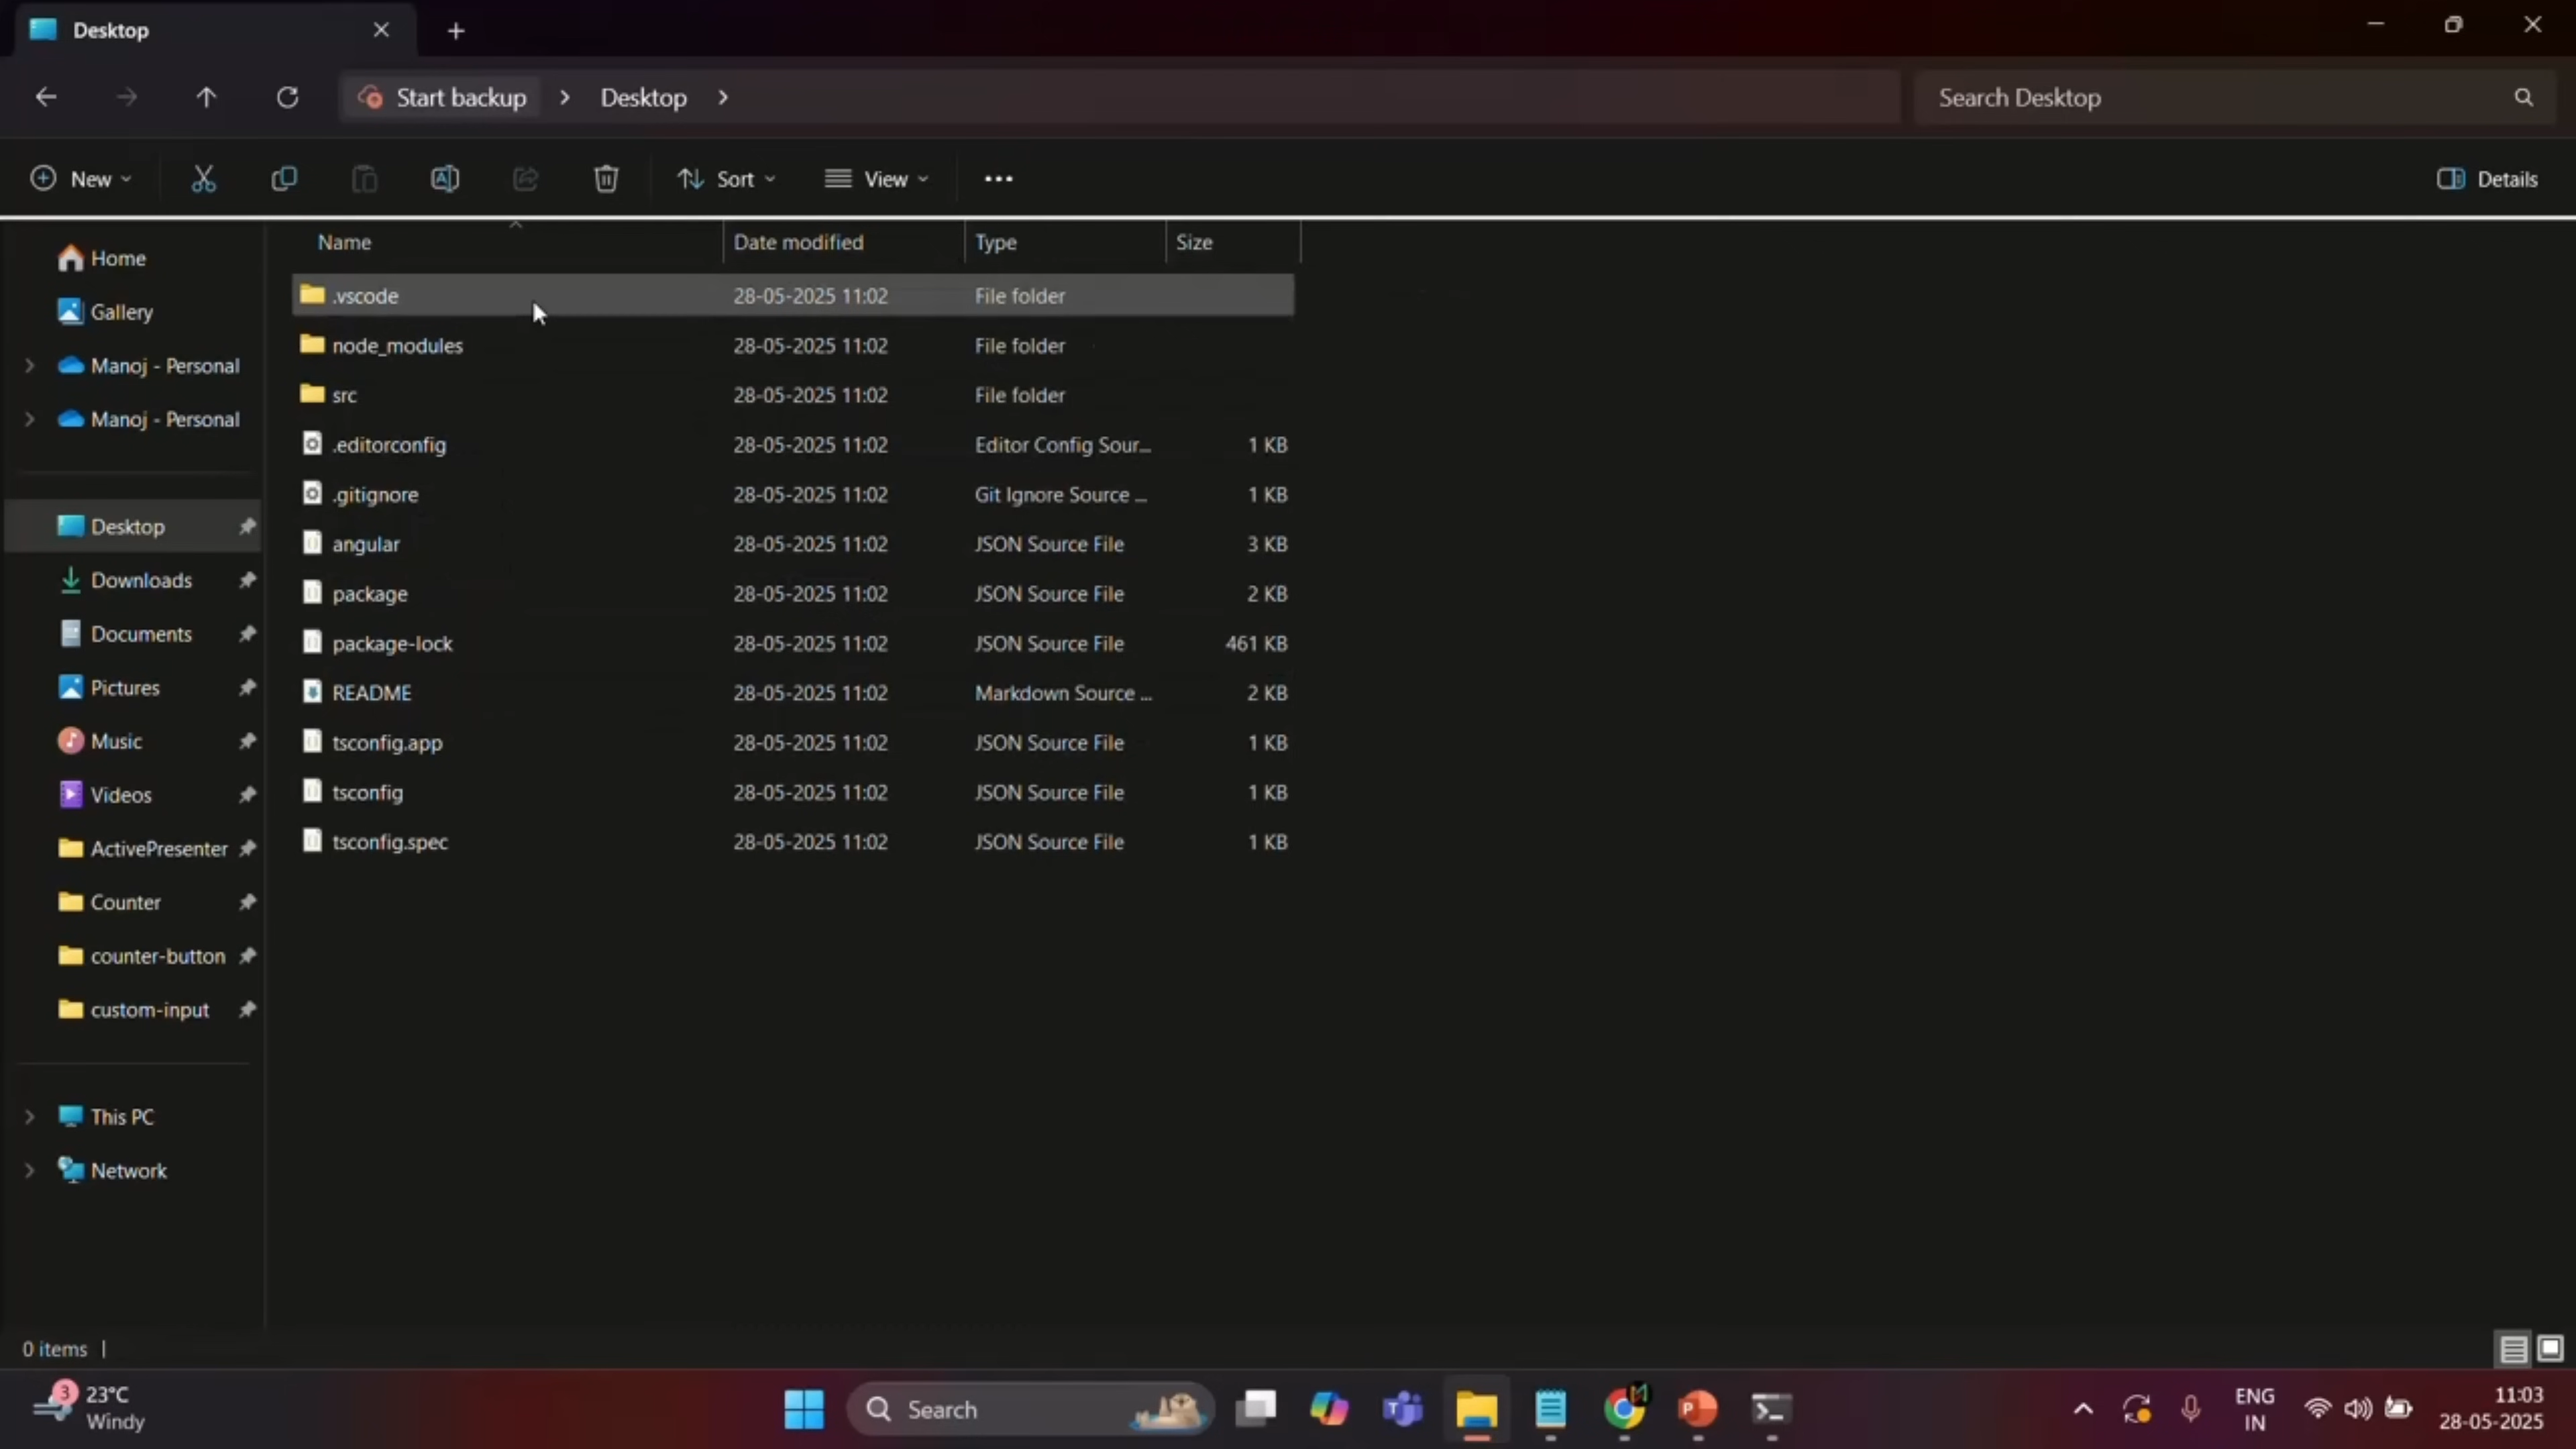 Desktop
Start backup > Desktop >
Search Desktop
New
Sort
View
Details
Name Date modified Type Size
Home
Gallery
Manoj - Personal
Manoj - Personal
Desktop
Downloads
Documents
Pictures
Music
Videos
ActivePresenter
Counter
counter-button
custom-input
This PC
Network
.vscode 28-05-2025 11:02 File folder
node_modules 28-05-2025 11:02 File folder
src 28-05-2025 11:02 File folder
.editorconfig 28-05-2025 11:02 Editor Config Sour... 1 KB
.gitignore 28-05-2025 11:02 Git Ignore Source ... 1 KB
angular 28-05-2025 11:02 JSON Source File 3 KB
package 28-05-2025 11:02 JSON Source File 2 KB
package-lock 28-05-2025 11:02 JSON Source File 461 KB
README 28-05-2025 11:02 Markdown Source ... 2 KB
tsconfig.app 28-05-2025 11:02 JSON Source File 1 KB
tsconfig 28-05-2025 11:02 JSON Source File 1 KB
tsconfig.spec 28-05-2025 11:02 JSON Source File 1 KB
0 items
3
23°C
Windy
Search
ENG
IN
11:03
28-05-2025